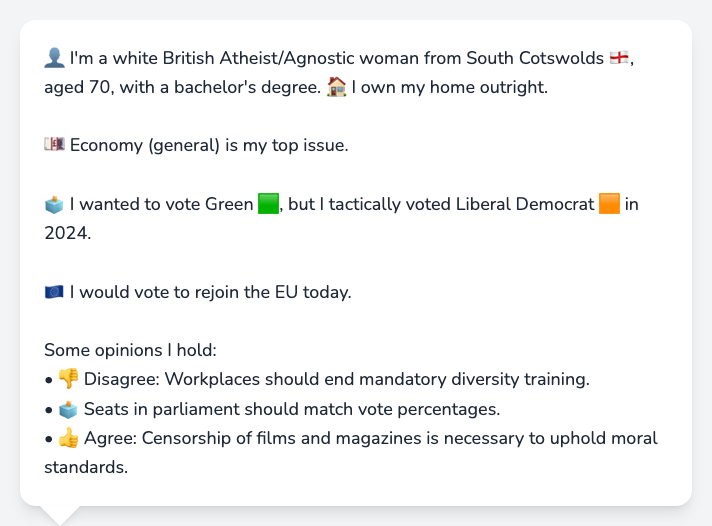 👤 I'm a white British Atheist/Agnostic woman from South Cotswolds 🏴󠁧󠁢󠁥󠁮󠁧󠁿,
aged 70, with a bachelor's degree. 🏠 I own my home outright.
💷 Economy (general) is my top issue.
🗳️ I wanted to vote Green 🟩, but I tactically voted Liberal Democrat 🟧 in
2024.
🇪🇺 I would vote to rejoin the EU today.
Some opinions I hold:
• 👎 Disagree: Workplaces should end mandatory diversity training.
• 🗳️ Seats in parliament should match vote percentages.
• 👍 Agree: Censorship of films and magazines is necessary to uphold moral
standards.